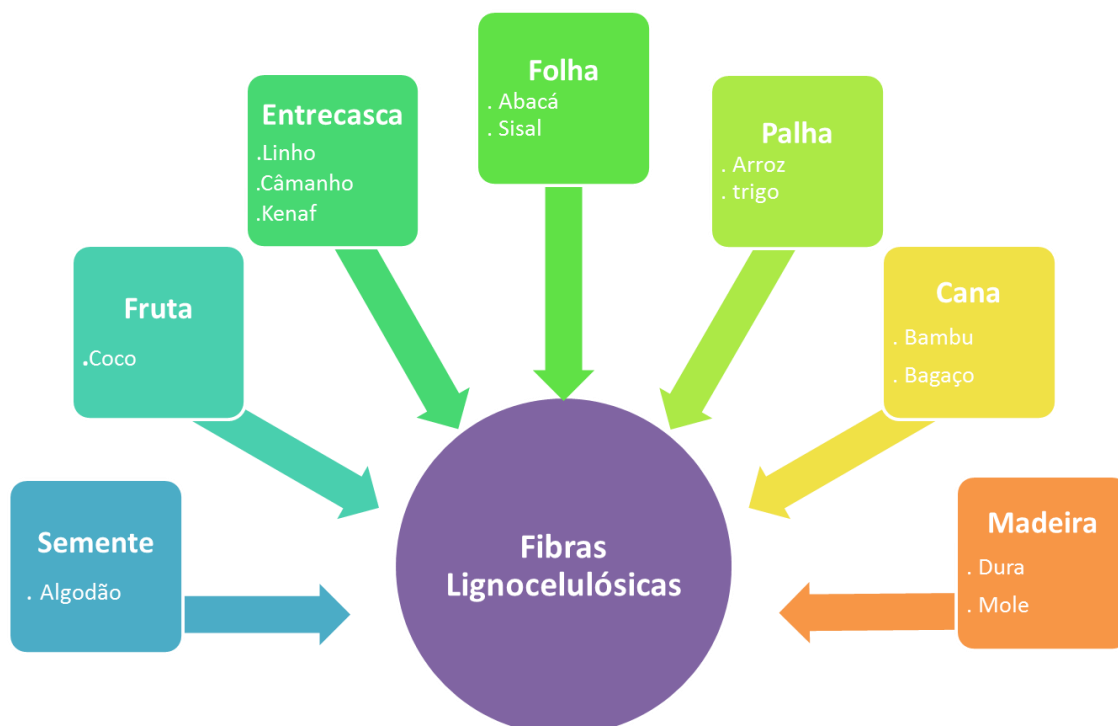 Folha
. Abacá
. Sisal
Entrecasca
.Linho
.Câmanho
.Kenaf
Palha
. Arroz
. trigo
Fruta
.Coco
Cana
. Bambu
. Bagaço
Semente
. Algodão
Madeira
. Dura
. Mole
Fibras
Lignocelulósicas